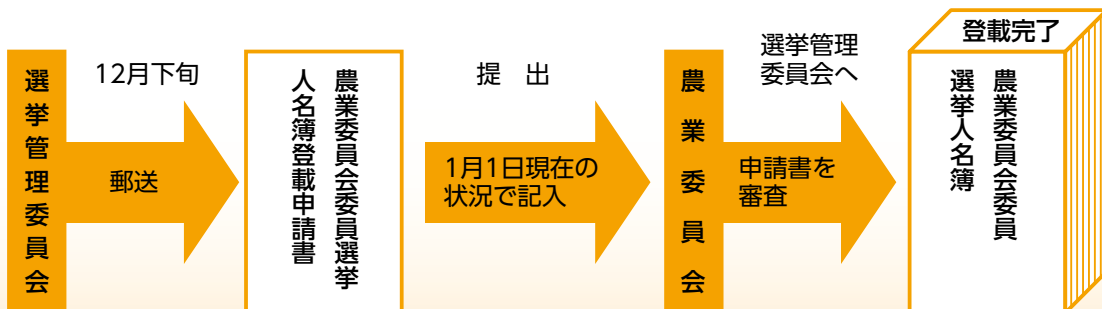 選挙管理委員会
12月下旬
郵送
農業委員会委員選挙
人名簿登載申請書
提 出
1月1日現在の
状況で記入
農業委員会
選挙管理
委員会へ
申請書を
審査
登載完了
農業委員会委員
選挙人名簿